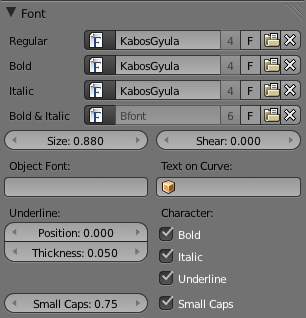 Font
Regular F KabosGyula 4 F
Bold F KabosGyula 4 F
Italic F KabosGyula 4 F
Bold & Italic F Bfont 6 F
Size: 0.880 Shear: 0.000
Object Font: Text on Curve:
Underline: Character:
Position: 0.000 Bold
Thickness: 0.050 Italic
Underline
Small Caps: 0.75 Small Caps